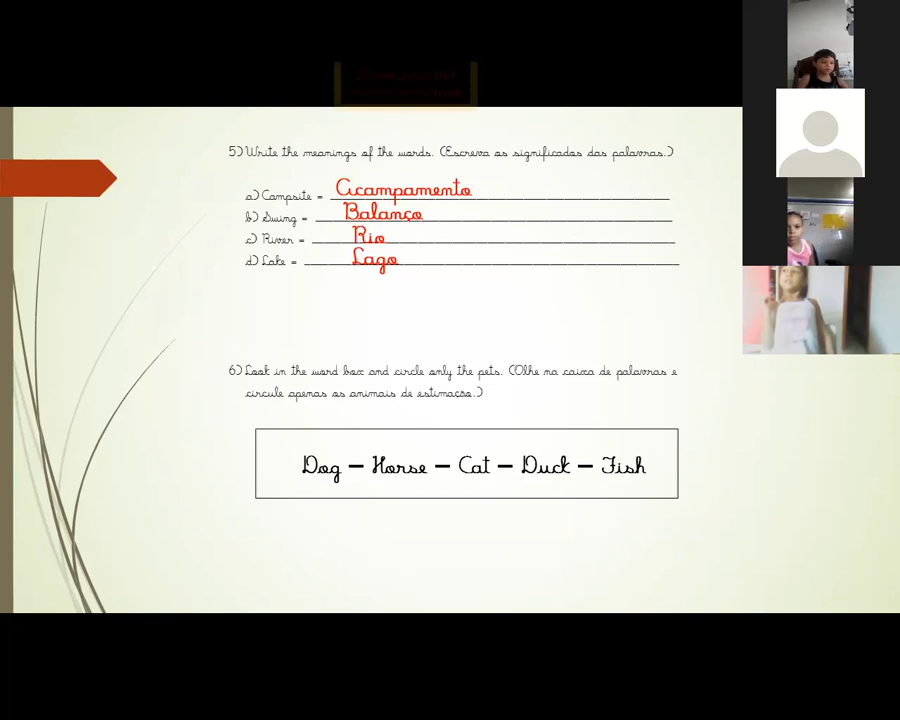 5) Write the meanings of the words. (Escreva os significados das palavras.)
a) Campsite = Acampamento
b) Swing = Balanço
c) River = Rio
d) Lake = Lago
6) Look in the word box and circle only the pets. (Olhe na caixa de palavras e
circule apenas os animais de estimação.)
Dog – Horse – Cat – Duck – Fish